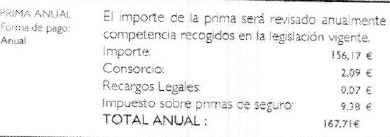 PRIMA ANUAL
Forma de pago:
Anual
El importe de la prima será revisado anualmente
competencia recogidos en la legislación vigente.
Importe: 156,17 €
Consorcio: 2,09 €
Recargos Legales: 0,07 €
Impuesto sobre primas de seguro: 9,38 €
TOTAL ANUAL : 167,71€